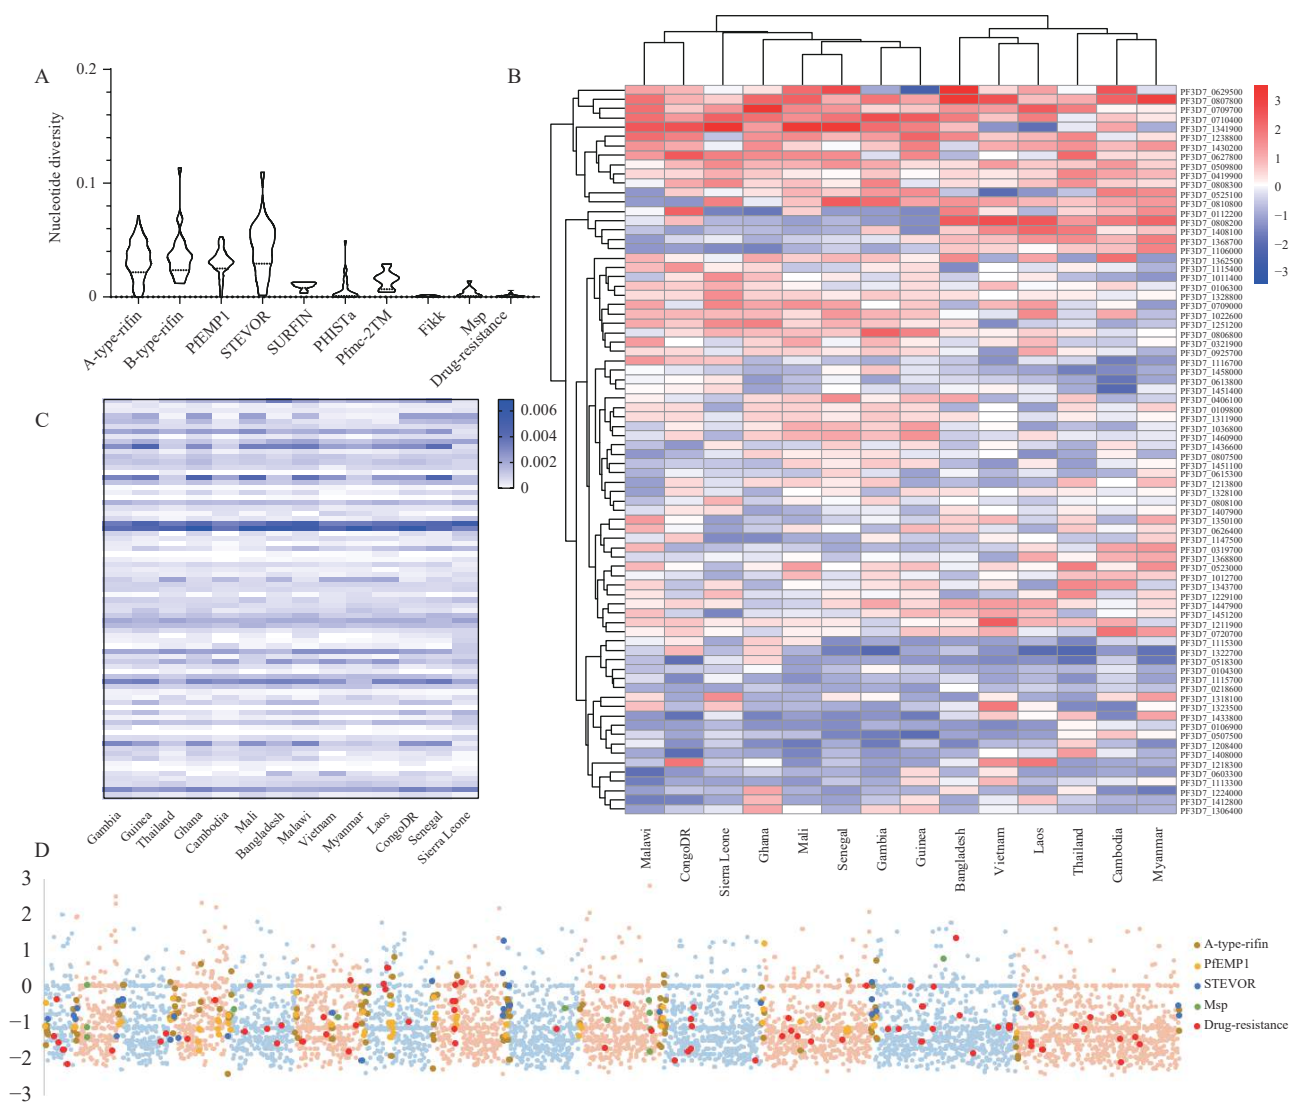 A
0.2
0.1
0
Nucleotide diversity
A-type-rifin
B-type-rifin
PfEMP1
STEVOR
SURFIN
PHISTa
Pfmc-2TM
Fikk
Msp
Drug-resistance
B
PF3D7_0629500
PF3D7_0807800
PF3D7_0709700
PF3D7_0710400
PF3D7_1341900
PF3D7_1238800
PF3D7_1430200
PF3D7_0627800
PF3D7_0509800
PF3D7_0419900
PF3D7_0808300
PF3D7_0525100
PF3D7_0810800
PF3D7_0112200
PF3D7_0808200
PF3D7_1408100
PF3D7_1368700
PF3D7_1106000
PF3D7_1362500
PF3D7_1115400
PF3D7_1011400
PF3D7_0106300
PF3D7_1328800
PF3D7_0709000
PF3D7_1022600
PF3D7_1251200
PF3D7_0806800
PF3D7_0321900
PF3D7_0925700
PF3D7_1116700
PF3D7_1458000
PF3D7_0613800
PF3D7_1451400
PF3D7_0406100
PF3D7_0109800
PF3D7_1311900
PF3D7_1036800
PF3D7_1460900
PF3D7_1436600
PF3D7_0807500
PF3D7_1451100
PF3D7_0615300
PF3D7_1213800
PF3D7_1328100
PF3D7_0808100
PF3D7_1407900
PF3D7_1350100
PF3D7_0626400
PF3D7_1147500
PF3D7_0319700
PF3D7_1368800
PF3D7_0523000
PF3D7_1012700
PF3D7_1343700
PF3D7_1229100
PF3D7_1447900
PF3D7_1451200
PF3D7_1211900
PF3D7_0720700
PF3D7_1115300
PF3D7_1322700
PF3D7_0518300
PF3D7_0104300
PF3D7_1115700
PF3D7_0218600
PF3D7_1318100
PF3D7_1323500
PF3D7_1433800
PF3D7_0106900
PF3D7_0507500
PF3D7_1208400
PF3D7_1408000
PF3D7_1218300
PF3D7_0603300
PF3D7_1113300
PF3D7_1224000
PF3D7_1412800
PF3D7_1306400
3
2
1
0
−1
−2
−3
Malawi
CongoDR
Sierra Leone
Ghana
Mali
Senegal
Gambia
Guinea
Bangladesh
Vietnam
Laos
Thailand
Cambodia
Myanmar
C
0.006
0.004
0.002
0
Gambia
Guinea
Thailand
Ghana
Cambodia
Mali
Bangladesh
Malawi
Vietnam
Myanmar
Laos
CongoDR
Senegal
Sierra Leone
D
3
2
1
0
−1
−2
−3
A-type-rifin
PfEMP1
STEVOR
Msp
Drug-resistance